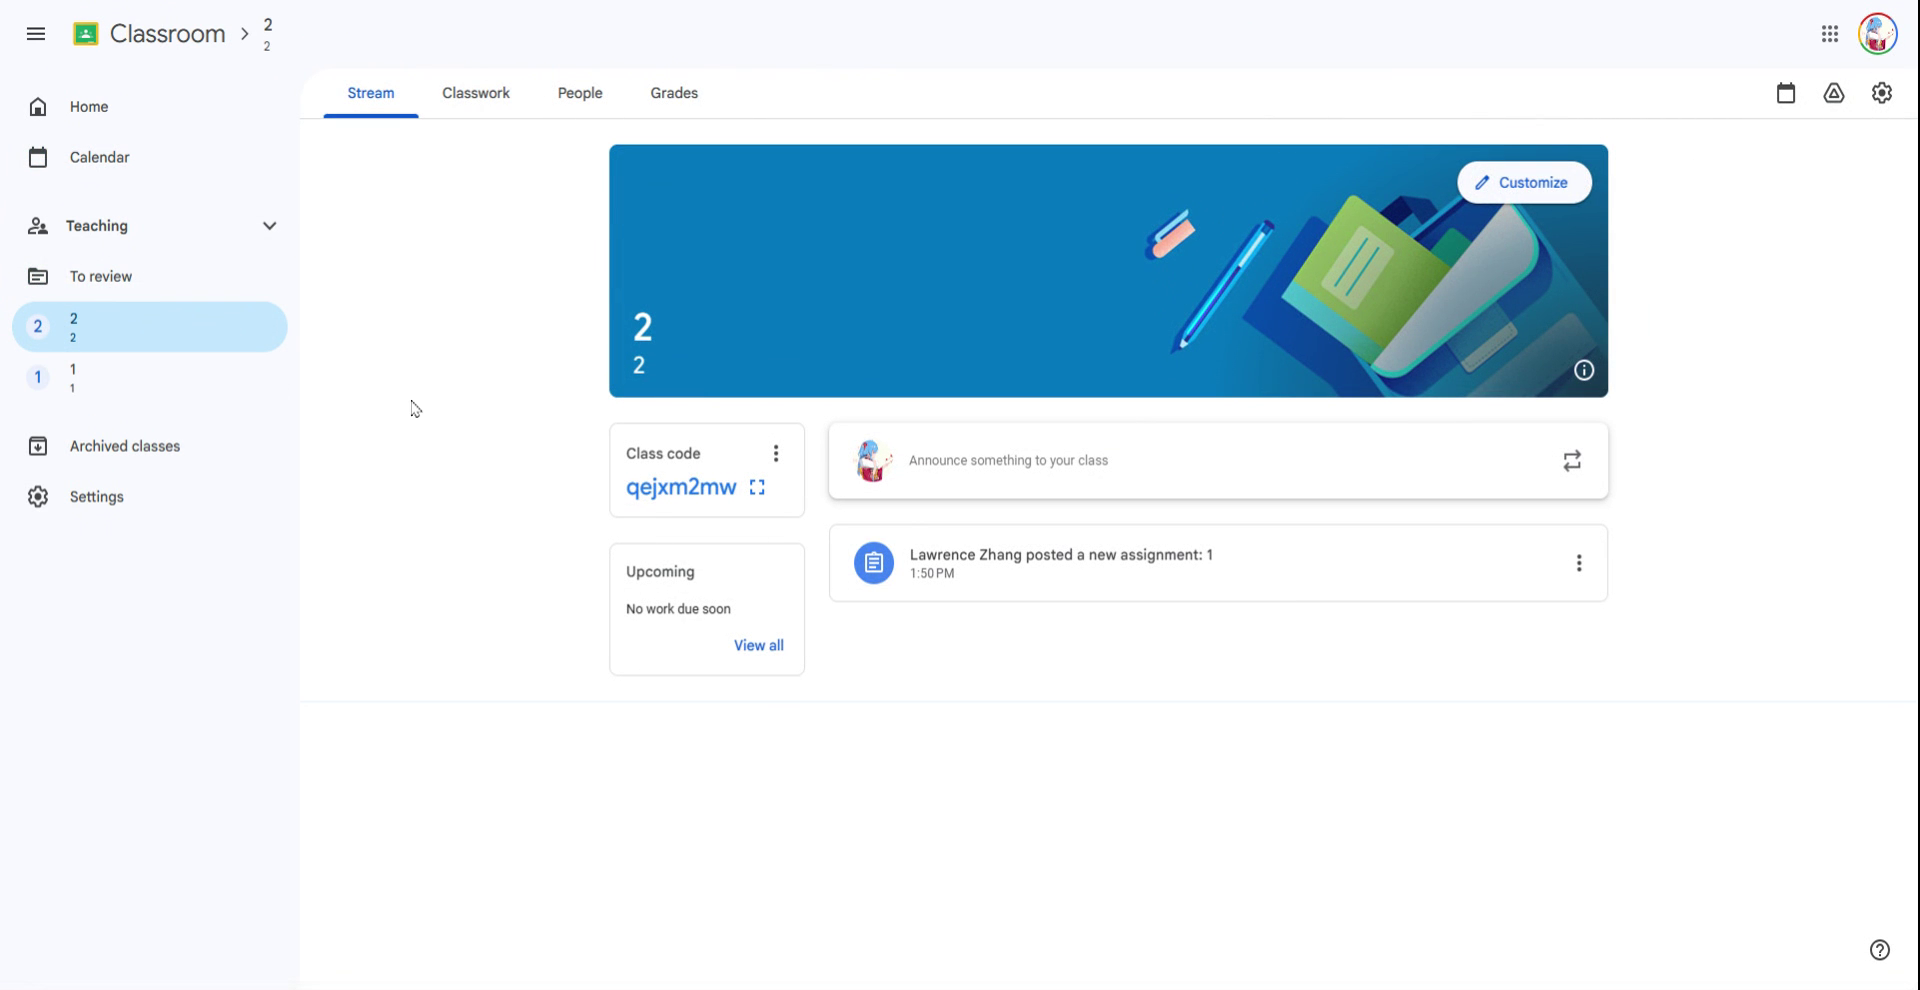 Classroom
2
2
Home
Calendar
Teaching
To review
2
2
2
1
1
1
Archived classes
Settings
Stream
Classwork
People
Grades
Customize
2
2
Class code
qejxm2mw
Upcoming
No work due soon
View all
Announce something to your class
Lawrence Zhang posted a new assignment: 1
1:50 PM